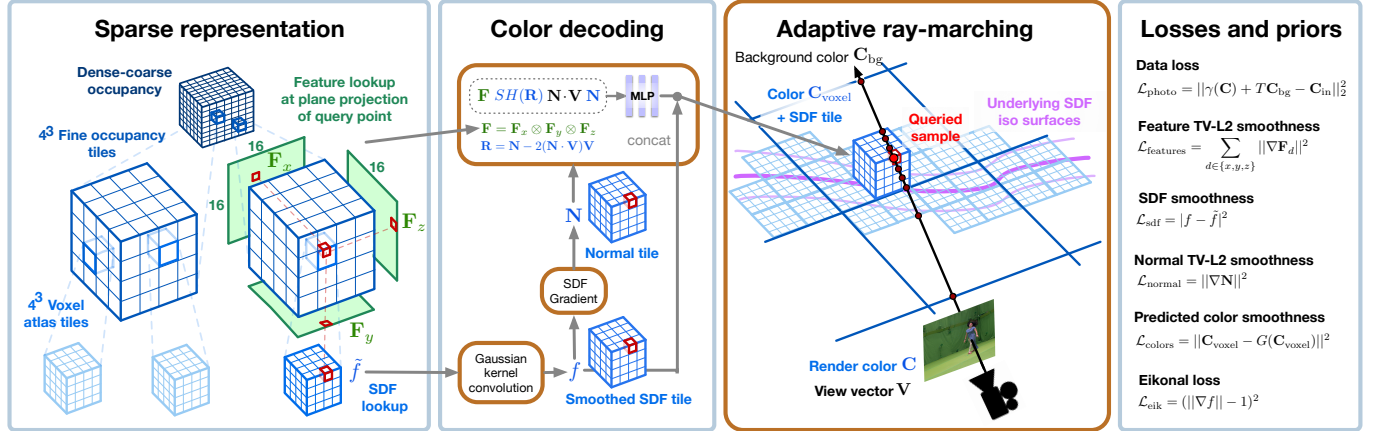 Sparse representation
Dense-coarse
occupancy
4³ Fine occupancy
tiles
Feature lookup
at plane projection
of query point
16
16
16
F_x
F_z
F_y
4³ Voxel
atlas tiles
f̃
SDF
lookup
Color decoding
F SH(R) N·V N
MLP
F = F_x ⊗ F_y ⊗ F_z
R = N − 2(N · V)V
concat
N
Normal tile
SDF
Gradient
Gaussian
kernel
convolution
f
Smoothed SDF tile
Adaptive ray-marching
Background color C_bg
Color C_voxel
+ SDF tile
Queried
sample
Underlying SDF
iso surfaces
Render color C
View vector V
Losses and priors
Data loss
ℒ_photo = ||γ(C) + TC_bg − C_in||²₂
Feature TV-L2 smoothness
ℒ_features = ∑_{d∈{x,y,z}} ||∇F_d||²
SDF smoothness
ℒ_sdf = |f − f̃|²
Normal TV-L2 smoothness
ℒ_normal = ||∇N||²
Predicted color smoothness
ℒ_colors = ||C_voxel − G(C_voxel)||²
Eikonal loss
ℒ_eik = (||∇f|| − 1)²